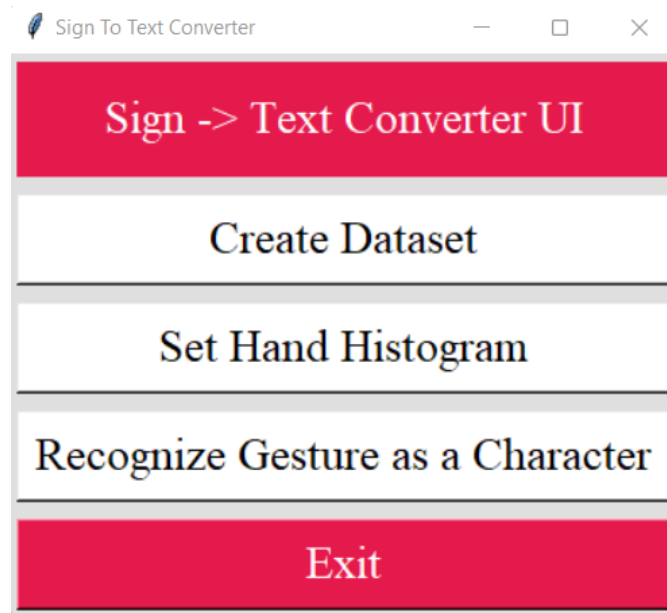 Sign To Text Converter
Sign -> Text Converter UI
Create Dataset
Set Hand Histogram
Recognize Gesture as a Character
Exit